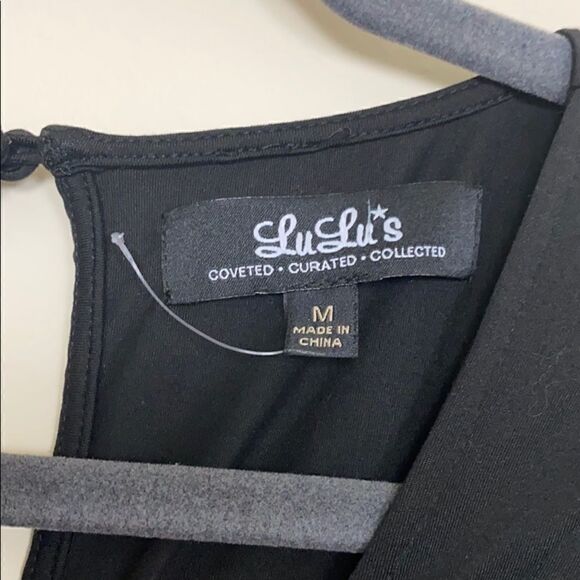 LuLu's
COVETED • CURATED • COLLECTED
M
MADE IN
CHINA